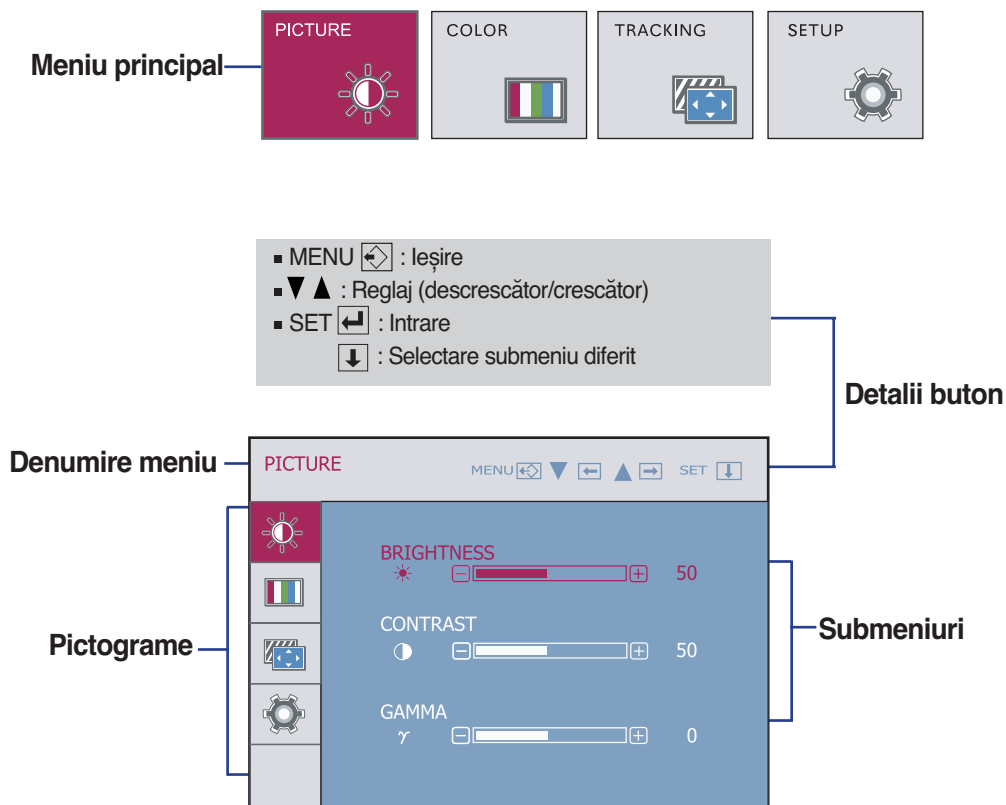 PICTURE COLOR TRACKING SETUP
Meniu principal
MENU : Ieșire
: Reglaj (descrescător/crescător)
SET : Intrare
: Selectare submeniu diferit
Detalii buton
Denumire meniu
PICTURE MENU SET
BRIGHTNESS
50
CONTRAST
50
GAMMA
γ 0
Pictograme
Submeniuri